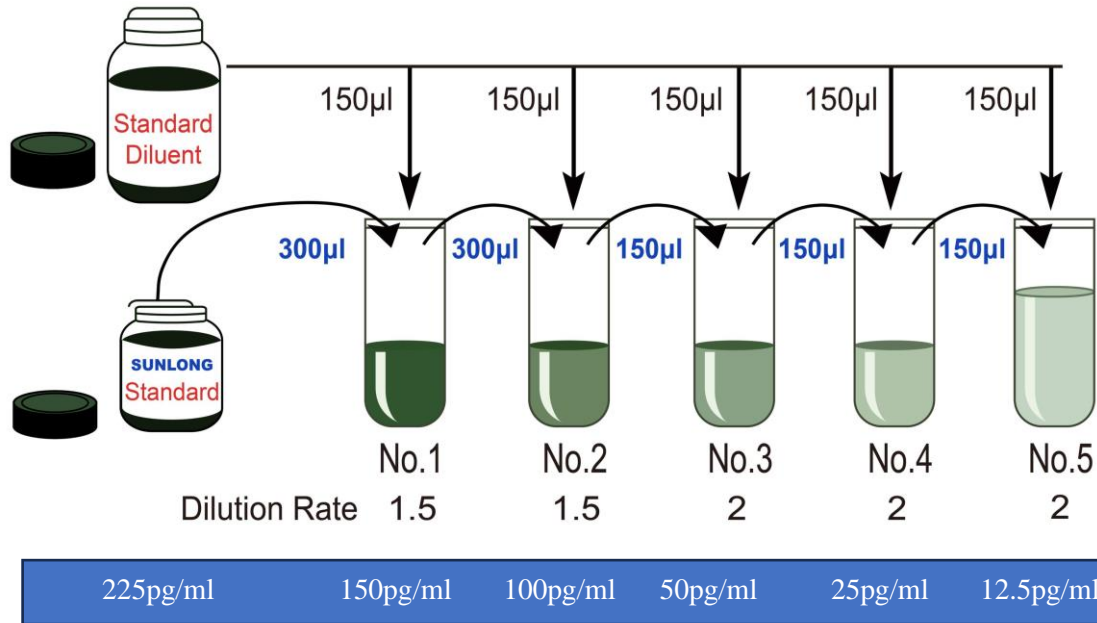 150µl 150µl 150µl 150µl 150µl
Standard
Diluent
300µl 300µl 150µl 150µl 150µl
SUNLONG
Standard
No.1 No.2 No.3 No.4 No.5
Dilution Rate 1.5 1.5 2 2 2
225pg/ml 150pg/ml 100pg/ml 50pg/ml 25pg/ml 12.5pg/ml